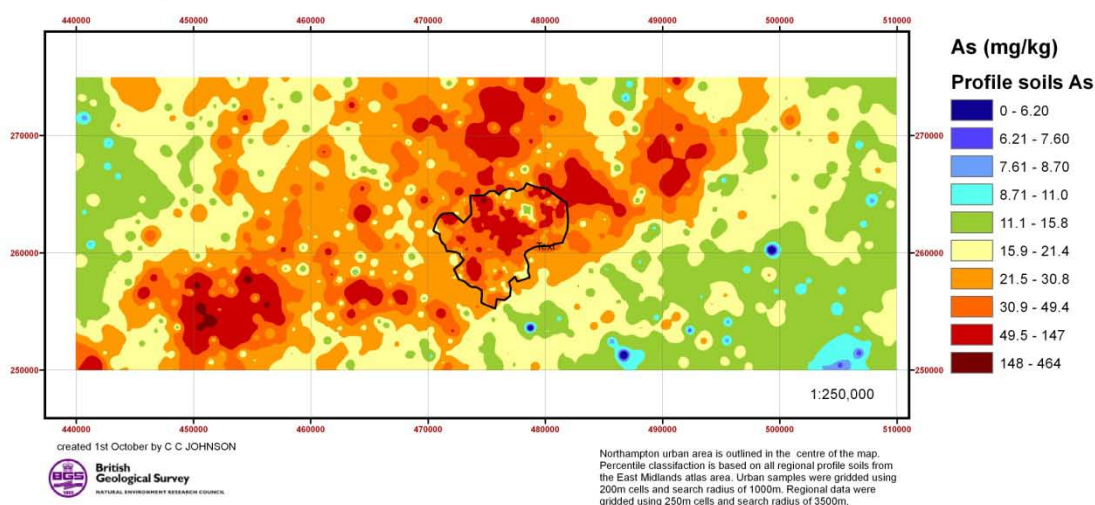 440000 450000 460000 470000 480000 490000 500000 510000
As (mg/kg)
Profile soils As
0 - 6.20
6.21 - 7.60
7.61 - 8.70
8.71 - 11.0
11.1 - 15.8
15.9 - 21.4
21.5 - 30.8
30.9 - 49.4
49.5 - 147
148 - 464
270000 270000
260000 260000
Text
250000 250000
1:250,000
440000 450000 460000 470000 480000 490000 500000 510000
created 1st October by C C JOHNSON
BGS
1835
British
Geological Survey
NATURAL ENVIRONMENT RESEARCH COUNCIL
Northampton urban area is outlined in the centre of the map.
Percentile classifaction is based on all regional profile soils from
the East Midlands atlas area. Urban samples were gridded using
200m cells and search radius of 1000m. Regional data were
gridded using 250m cells and search radius of 3500m.